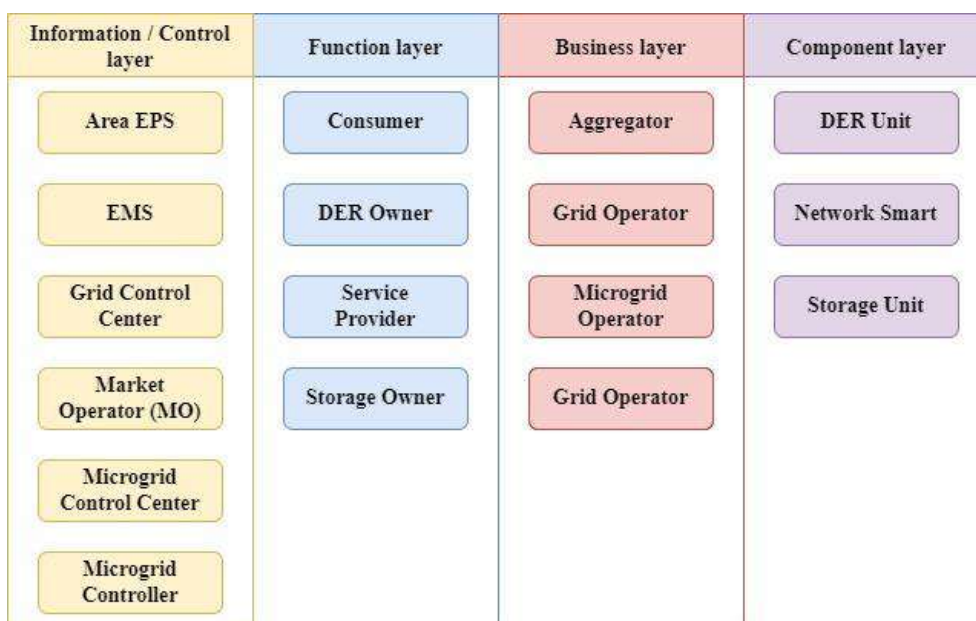 Information / Control
layer
Function layer
Business layer
Component layer
Area EPS
Consumer
Aggregator
DER Unit
EMS
DER Owner
Grid Operator
Network Smart
Grid Control
Center
Service
Provider
Microgrid
Operator
Storage Unit
Market
Operator (MO)
Storage Owner
Grid Operator
Microgrid
Control Center
Microgrid
Controller